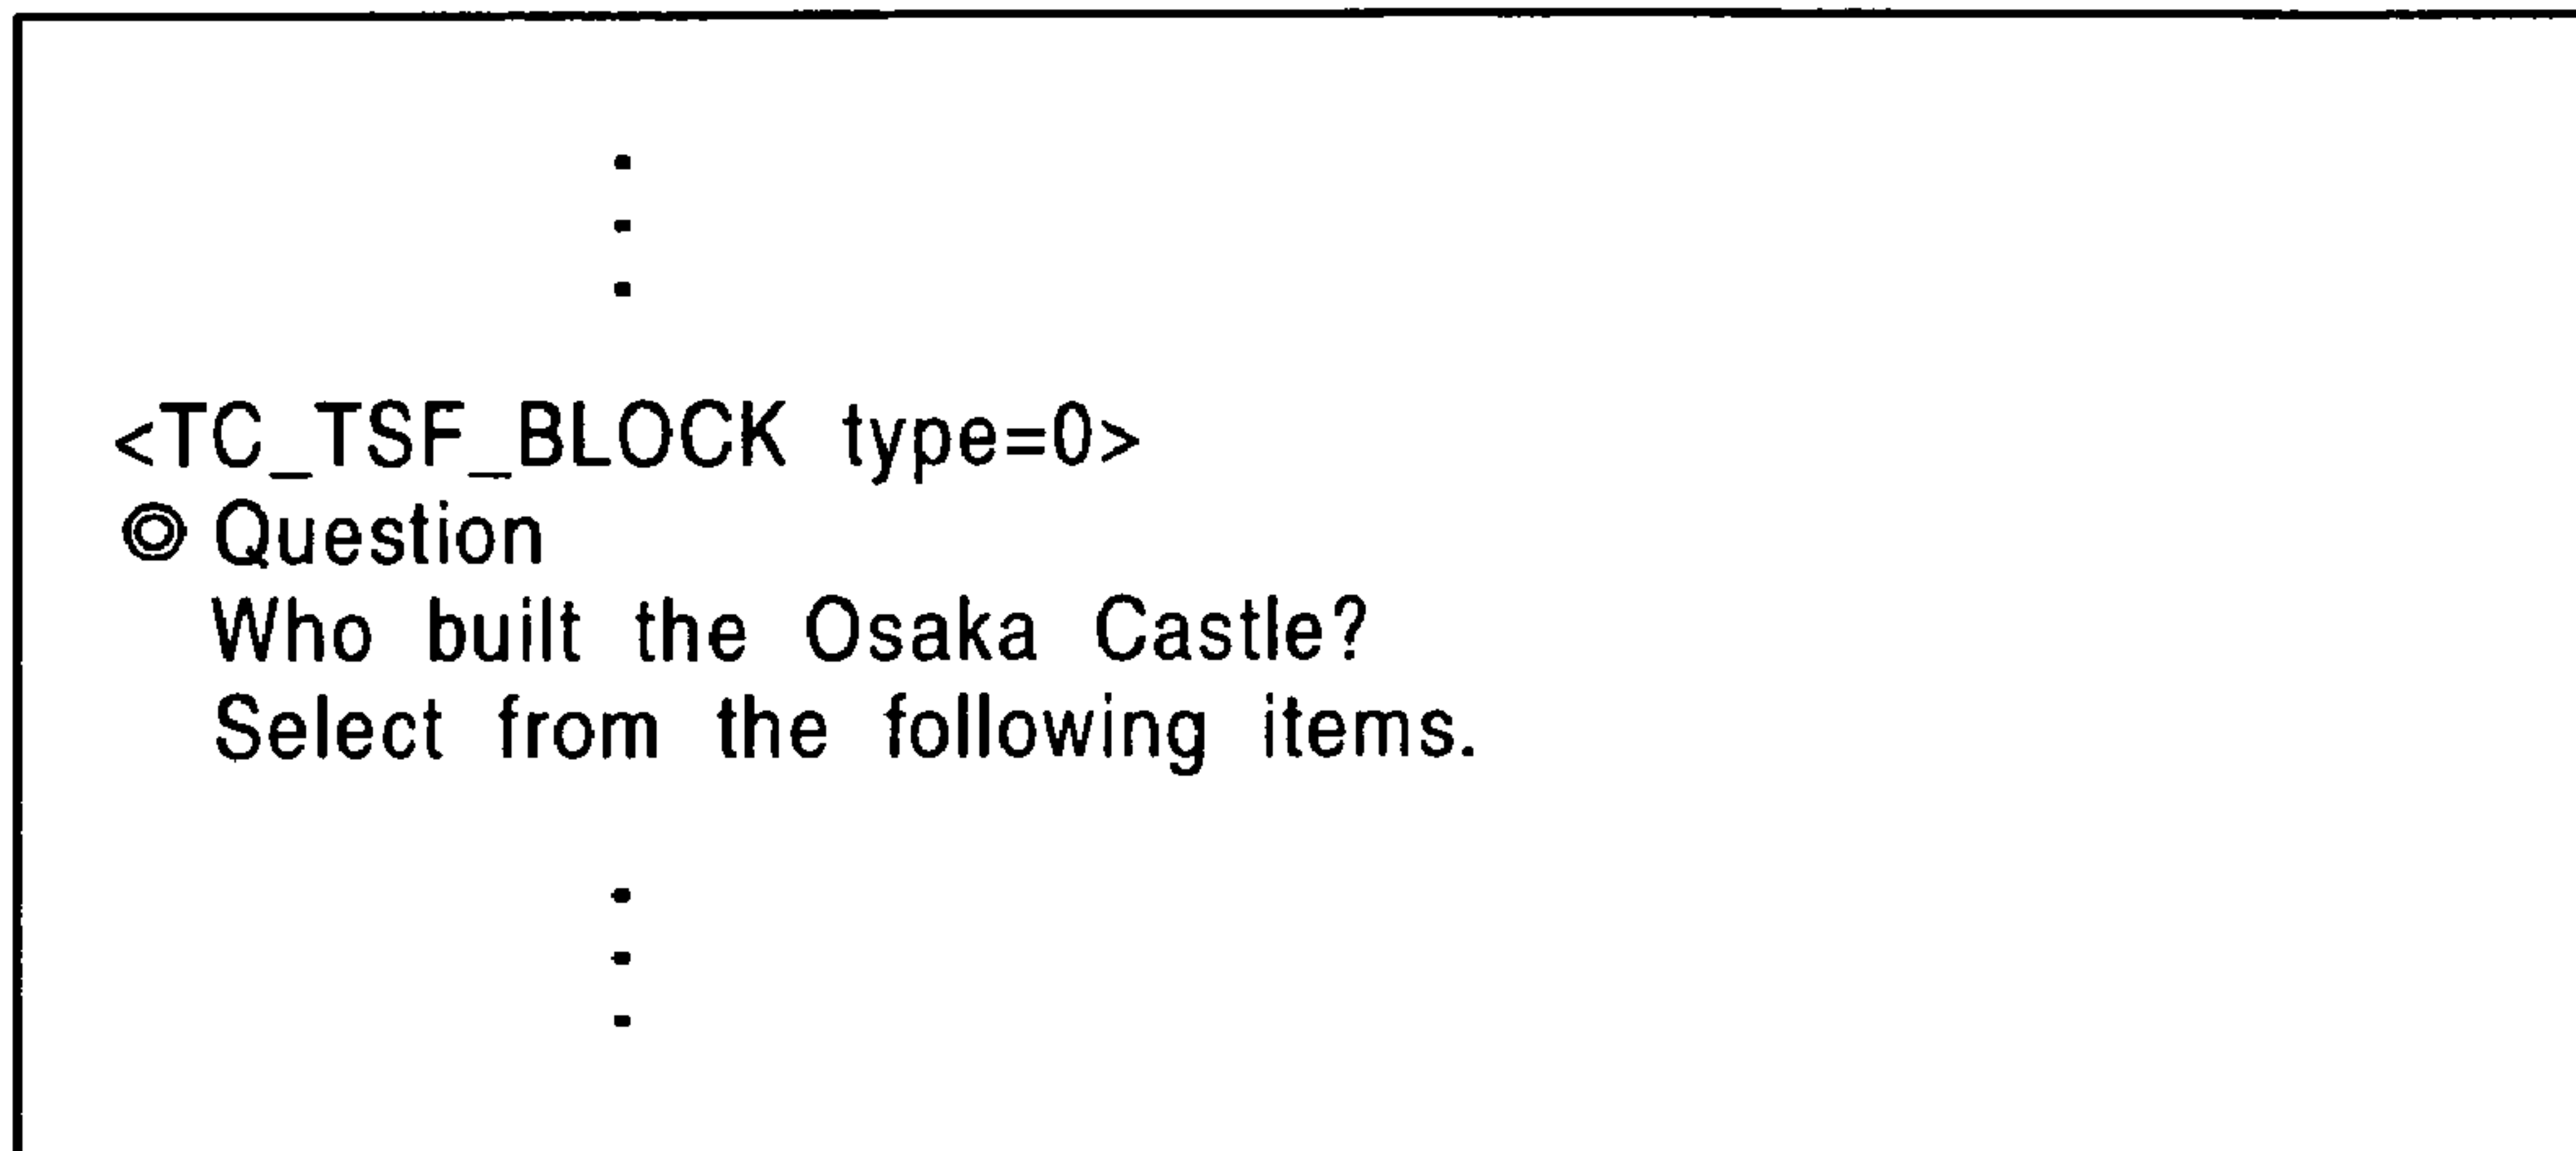 <TC_TSF_BLOCK type=0>
◎ Question
Who built the Osaka Castle?
Select from the following items.